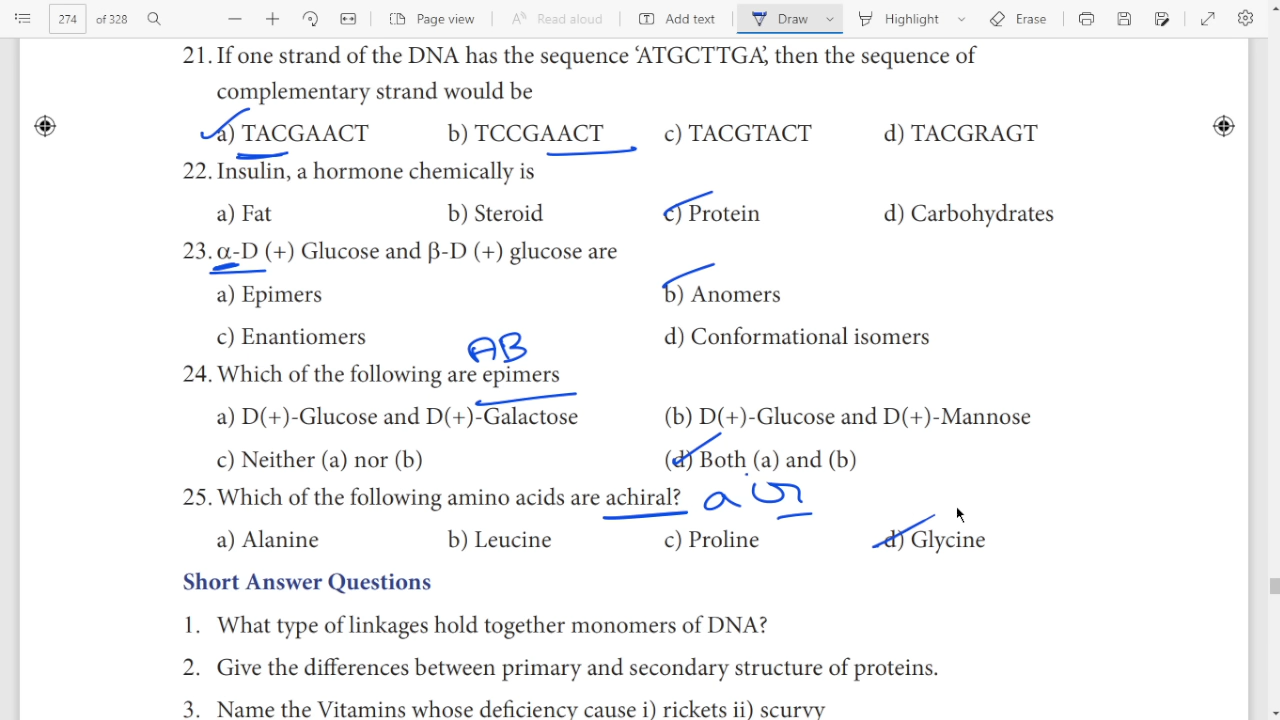 274 of 328 Page view Read aloud Add text Draw Highlight Erase
21. If one strand of the DNA has the sequence ‘ATGCTTGA’, then the sequence of
complementary strand would be
a) TACGAACT b) TCCGAACT c) TACGTACT d) TACGRAGT
22. Insulin, a hormone chemically is
a) Fat b) Steroid c) Protein d) Carbohydrates
23. α-D (+) Glucose and β-D (+) glucose are
a) Epimers b) Anomers
c) Enantiomers d) Conformational isomers
AB
24. Which of the following are epimers
a) D(+)-Glucose and D(+)-Galactose (b) D(+)-Glucose and D(+)-Mannose
c) Neither (a) nor (b) (d) Both (a) and (b)
25. Which of the following amino acids are achiral?
a) Alanine b) Leucine c) Proline d) Glycine
Short Answer Questions
1. What type of linkages hold together monomers of DNA?
2. Give the differences between primary and secondary structure of proteins.
3. Name the Vitamins whose deficiency cause i) rickets ii) scurvy